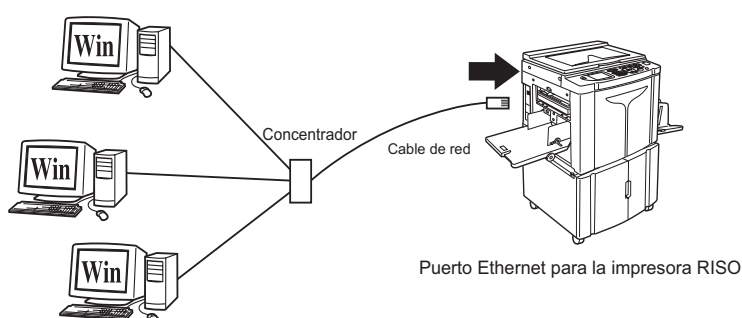 Win
Concentrador
Cable de red
Win
Win
Puerto Ethernet para la impresora RISO